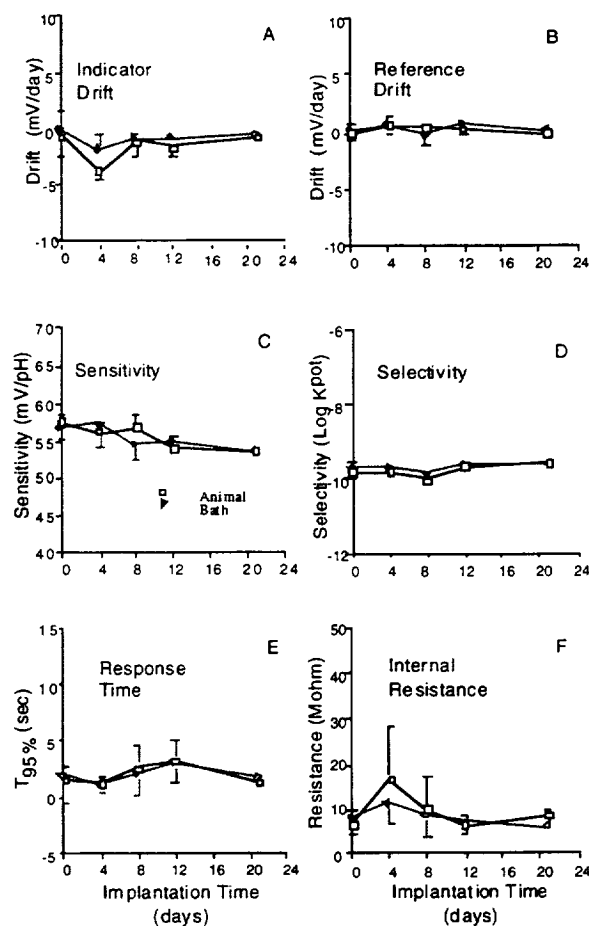 A
Indicator
Drift
Drift (mV/day)
10
5
0
-5
-10
0 4 8 12 16 20 24
B
Reference
Drift
Drift (mV/day)
10
5
0
-5
-10
0 4 8 12 16 20 24
C
Sensitivity
Sensitivity (mV/pH)
70
65
60
55
50
45
40
Animal
Bath
0 4 8 12 16 20 24
D
Selectivity
Selectivity (Log Kpot)
-6
-8
-10
-12
0 4 8 12 16 20 24
E
Response
Time
T95% (sec)
15
10
5
0
-5
0 4 8 12 16 20 24
Implantation Time
(days)
F
Internal
Resistance
Resistance (Mohm)
50
40
30
20
10
0
0 4 8 12 16 20 24
Implantation Time
(days)